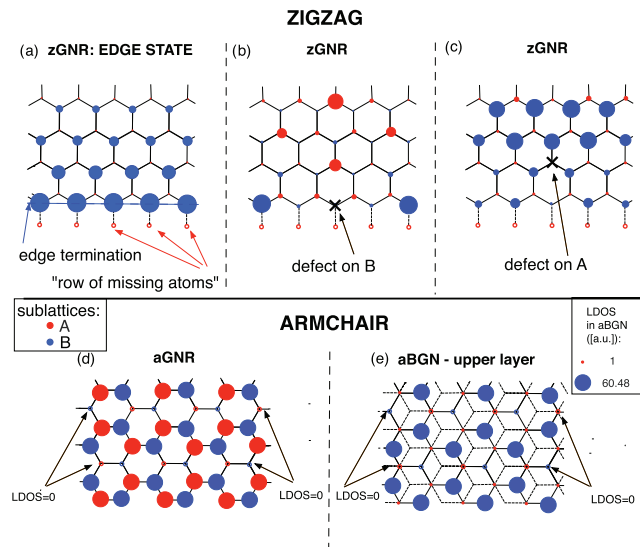 ZIGZAG
(a) zGNR: EDGE STATE
(b) zGNR
(c) zGNR
edge termination
"row of missing atoms"
defect on B
defect on A
sublattices:
A
B
ARMCHAIR
LDOS
in aBGN
([a.u.]):
1
60.48
(d) aGNR
(e) aBGN - upper layer
LDOS=0
LDOS=0
LDOS=0
LDOS=0